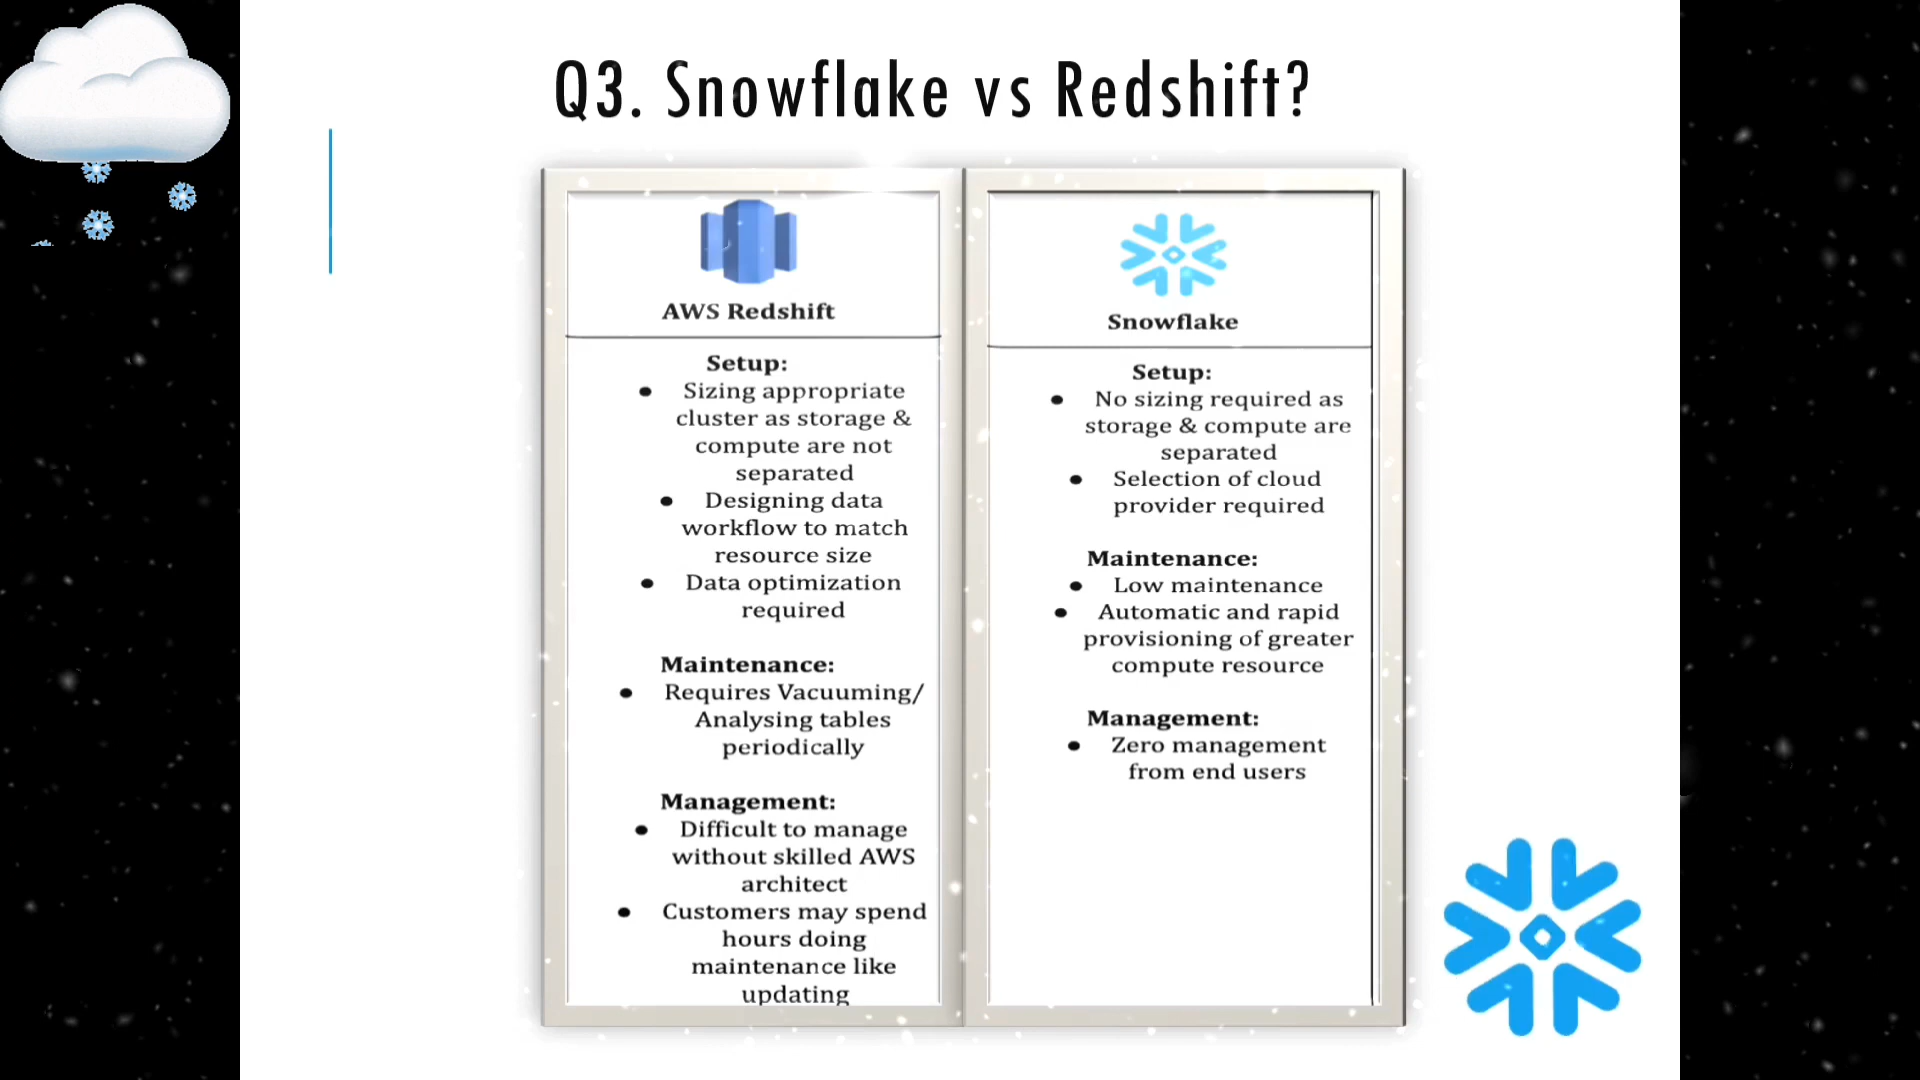 Q3. Snowflake vs Redshift?
AWS Redshift
Setup:
● Sizing appropriate
cluster as storage &
compute are not
separated
● Designing data
workflow to match
resource size
● Data optimization
required
Maintenance:
● Requires Vacuuming/
Analysing tables
periodically
Management:
● Difficult to manage
without skilled AWS
architect
● Customers may spend
hours doing
maintenance like
updating
Snowflake
Setup:
● No sizing required as
storage & compute are
separated
● Selection of cloud
provider required
Maintenance:
● Low maintenance
● Automatic and rapid
provisioning of greater
compute resource
Management:
● Zero management
from end users